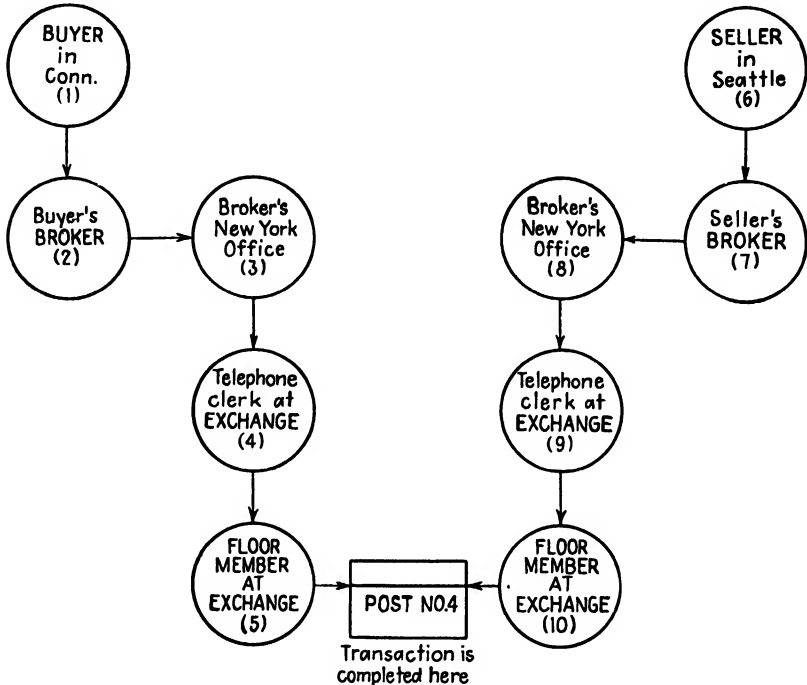 BUYER
in
Conn.
(1)
Buyer's
BROKER
(2)
Broker's
New York
Office
(3)
Telephone
clerk at
EXCHANGE
(4)
FLOOR
MEMBER
AT
EXCHANGE
(5)
SELLER
in
Seattle
(6)
Seller's
BROKER
(7)
Broker's
New York
Office
(8)
Telephone
clerk at
EXCHANGE
(9)
FLOOR
MEMBER
AT
EXCHANGE
(10)
POST NO.4
Transaction is
completed here